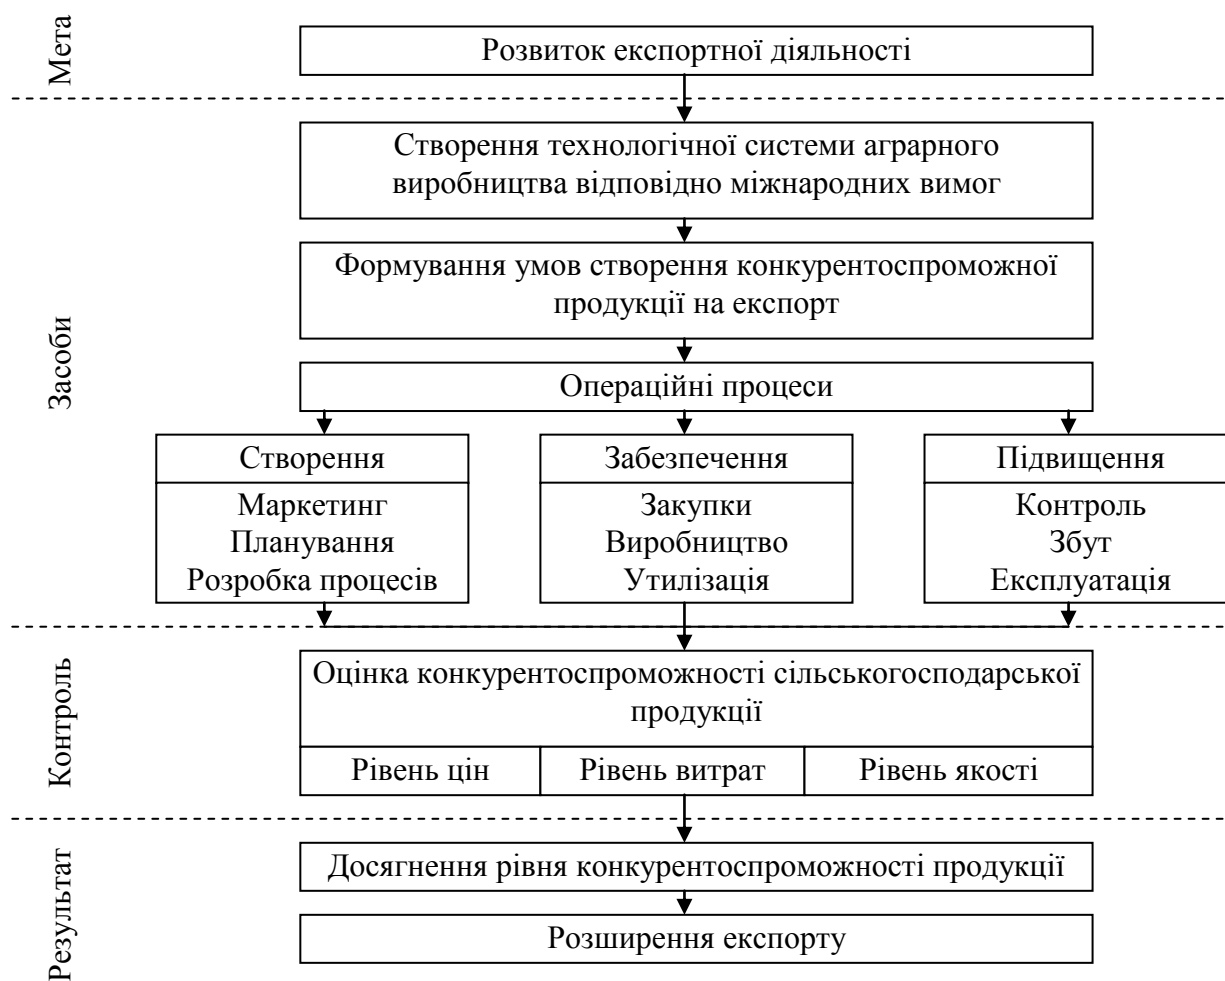 Мета
Розвиток експортної діяльності
Засоби
Створення технологічної системи аграрного
виробництва відповідно міжнародних вимог
Формування умов створення конкурентоспроможної
продукції на експорт
Операційні процеси
Створення
Маркетинг
Планування
Розробка процесів
Забезпечення
Закупки
Виробництво
Утилізація
Підвищення
Контроль
Збут
Експлуатація
Контроль
Оцінка конкурентоспроможності сільськогосподарської
продукції
Рівень цін
Рівень витрат
Рівень якості
Результат
Досягнення рівня конкурентоспроможності продукції
Розширення експорту